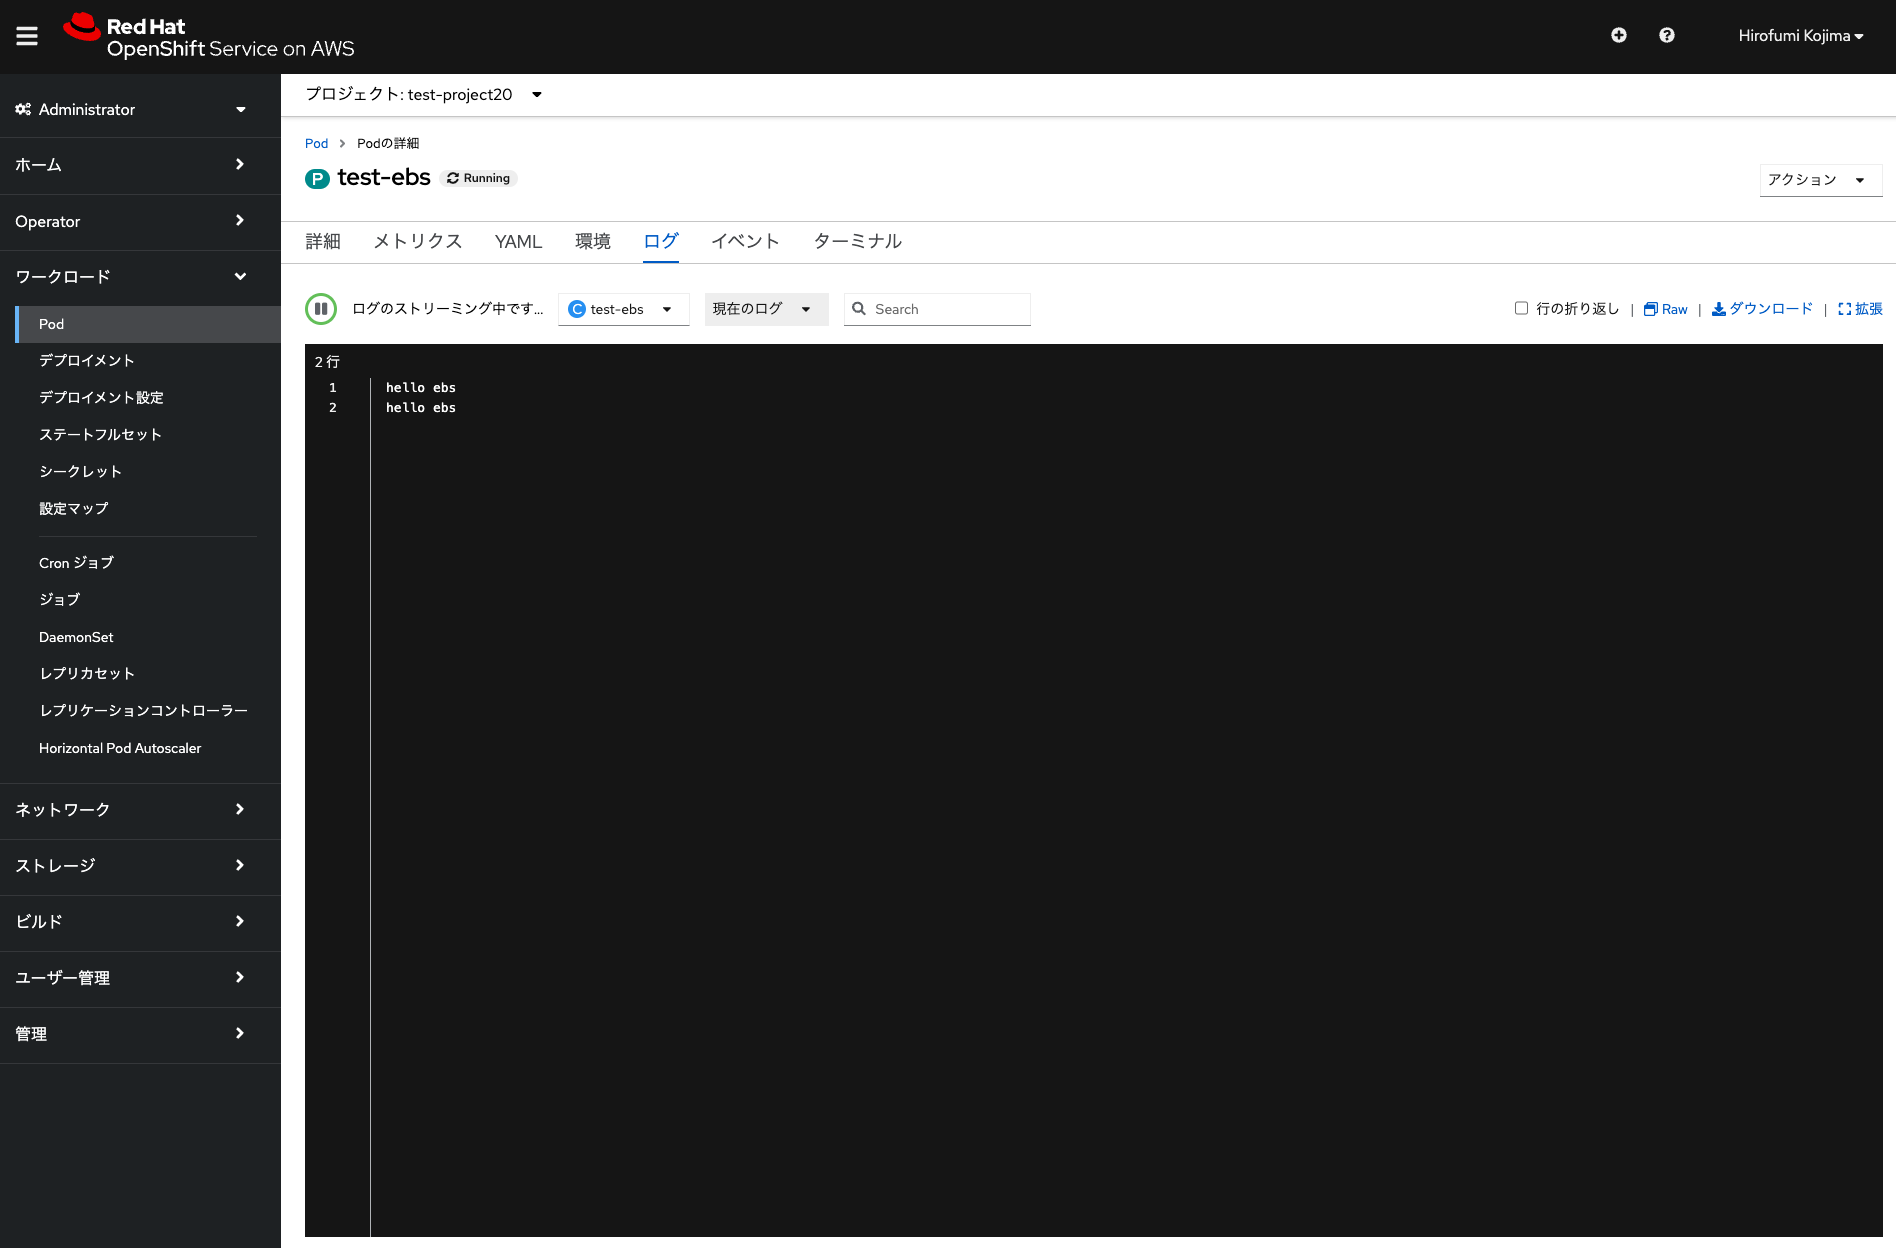 Red Hat
OpenShift Service on AWS
Hirofumi Kojima
Administrator
ホーム
Operator
ワークロード
Pod
デプロイメント
デプロイメント設定
ステートフルセット
シークレット
設定マップ
Cron ジョブ
ジョブ
DaemonSet
レプリカセット
レプリケーションコントローラー
Horizontal Pod Autoscaler
ネットワーク
ストレージ
ビルド
ユーザー管理
管理
プロジェクト: test-project20
Pod > Podの詳細
P test-ebs Running
アクション
詳細 メトリクス YAML 環境 ログ イベント ターミナル
ログのストリーミング中です... C test-ebs 現在のログ Search 行の折り返し | Raw | ダウンロード | 拡張
2 行
1 hello ebs
2 hello ebs